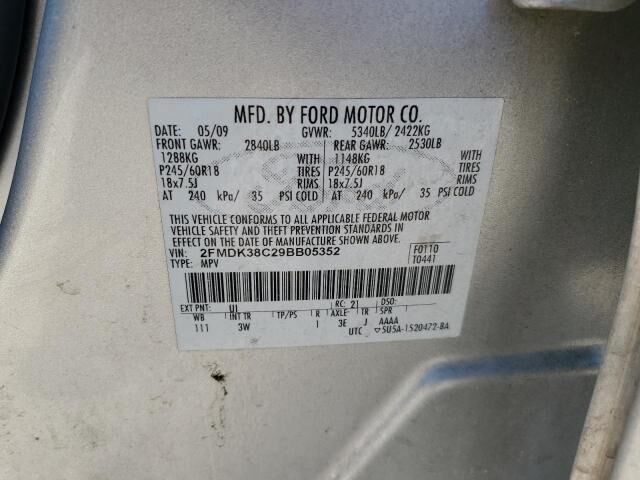 MFD. BY FORD MOTOR CO.
DATE: 05/09 GVWR: 5340LB/ 2422KG
FRONT GAWR: 2840LB REAR GAWR: 2530LB
1288KG WITH 1148KG WITH
P245/60R18 TIRES P245/60R18 TIRES
18x7.5J RIMS 18x7.5J RIMS
AT 240 kPa/ 35 PSI COLD AT 240 kPa/ 35 PSI COLD
THIS VEHICLE CONFORMS TO ALL APPLICABLE FEDERAL MOTOR
VEHICLE SAFETY AND THEFT PREVENTION STANDARDS IN
EFFECT ON THE DATE OF MANUFACTURE SHOWN ABOVE.
VIN: 2FMDK38C29BB05352 F0110
TYPE: MPV T0441
EXT PNT: UI RC: 21 DSO:
WB INT TR TP/PS R AXLE TR SPR
111 3W 1 3E J AAAA
UTC ▽5U5A-1520472-BA